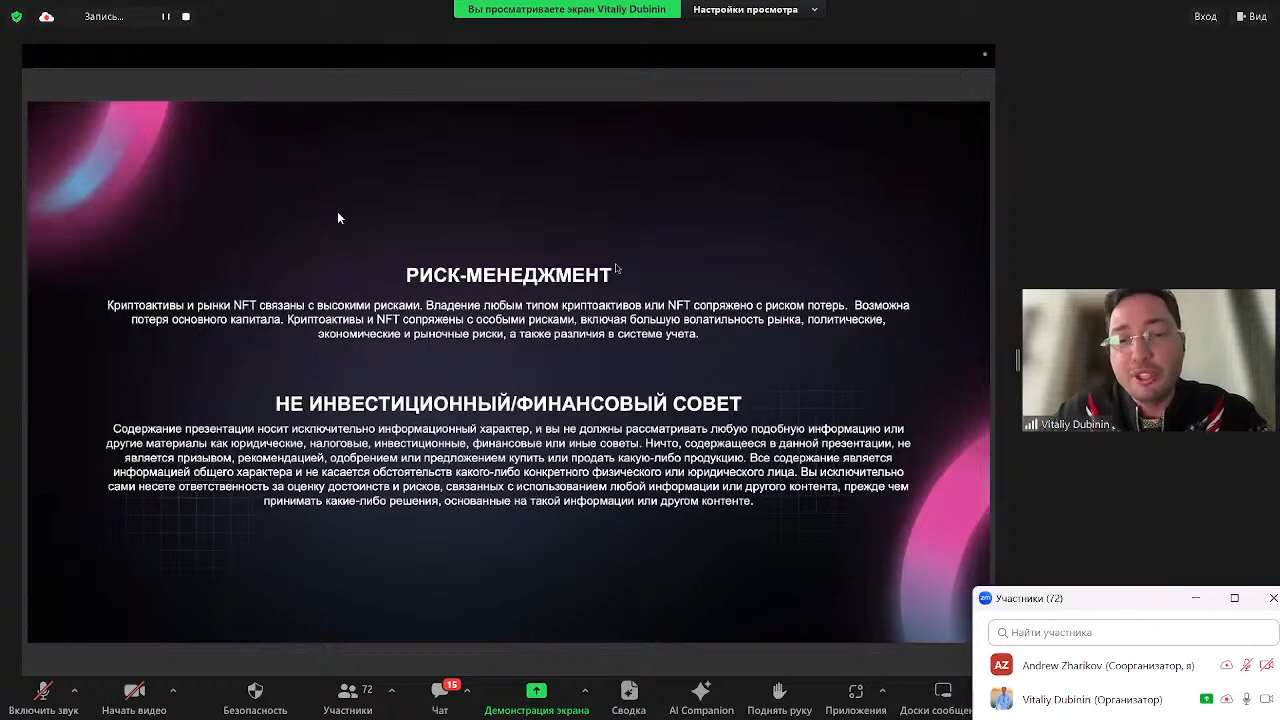 Запись...
Вы просматриваете экран Vitaliy Dubinin
Настройки просмотра
Вход
Вид
РИСК-МЕНЕДЖМЕНТ
Криптоактивы и рынки NFT связаны с высокими рисками. Владение любым типом криптоактивов или NFT сопряжено с риском потерь. Возможна
потеря основного капитала. Криптоактивы и NFT сопряжены с особыми рисками, включая большую волатильность рынка, политические,
экономические и рыночные риски, а также различия в системе учета.
НЕ ИНВЕСТИЦИОННЫЙ/ФИНАНСОВЫЙ СОВЕТ
Содержание презентации носит исключительно информационный характер, и вы не должны рассматривать любую подобную информацию или
другие материалы как юридические, налоговые, инвестиционные, финансовые или иные советы. Ничто, содержащееся в данной презентации, не
является призывом, рекомендацией, одобрением или предложением купить или продать какую-либо продукцию. Все содержание является
информацией общего характера и не касается обстоятельств какого-либо конкретного физического или юридического лица. Вы исключительно
сами несете ответственность за оценку достоинств и рисков, связанных с использованием любой информации или другого контента, прежде чем
принимать какие-либо решения, основанные на такой информации или другом контенте.
Vitaliy Dubinin
zm Участники (72)
Найти участника
AZ Andrew Zharikov (Соорганизатор, я)
Vitaliy Dubinin (Организатор)
72
15
Включить звук
Начать видео
Безопасность
Участники
Чат
Демонстрация экрана
Сводка
AI Companion
Поднять руку
Приложения
Доски сообщен